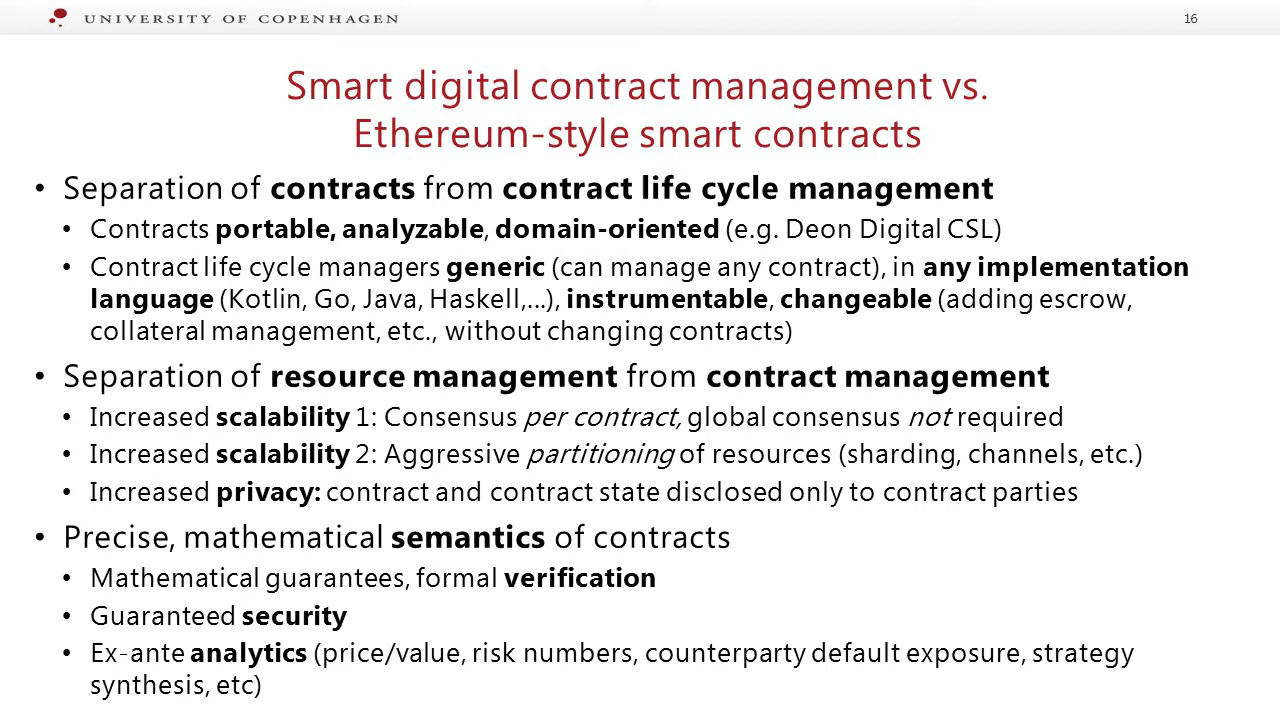 UNIVERSITY OF COPENHAGEN
16
Smart digital contract management vs.
Ethereum-style smart contracts
• Separation of contracts from contract life cycle management
• Contracts portable, analyzable, domain-oriented (e.g. Deon Digital CSL)
• Contract life cycle managers generic (can manage any contract), in any implementation
language (Kotlin, Go, Java, Haskell,...), instrumentable, changeable (adding escrow,
collateral management, etc., without changing contracts)
• Separation of resource management from contract management
• Increased scalability 1: Consensus per contract, global consensus not required
• Increased scalability 2: Aggressive partitioning of resources (sharding, channels, etc.)
• Increased privacy: contract and contract state disclosed only to contract parties
• Precise, mathematical semantics of contracts
• Mathematical guarantees, formal verification
• Guaranteed security
• Ex-ante analytics (price/value, risk numbers, counterparty default exposure, strategy
synthesis, etc)